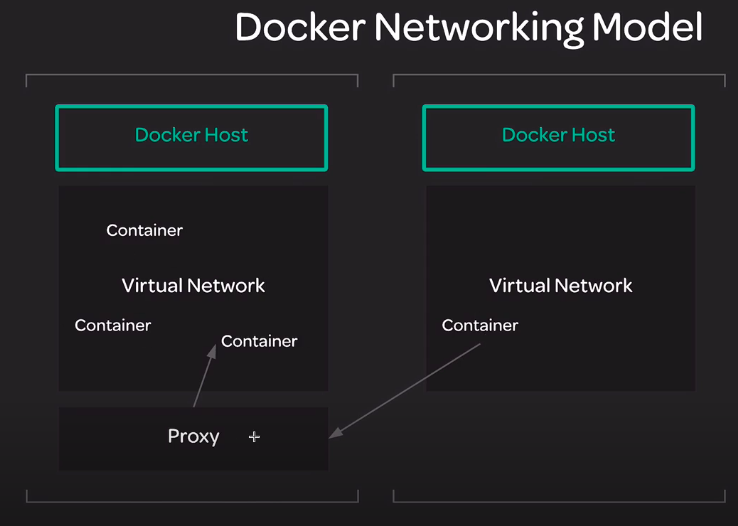 Docker Networking Model
Docker Host
Container
Virtual Network
Container
Container
Proxy
Docker Host
Virtual Network
Container